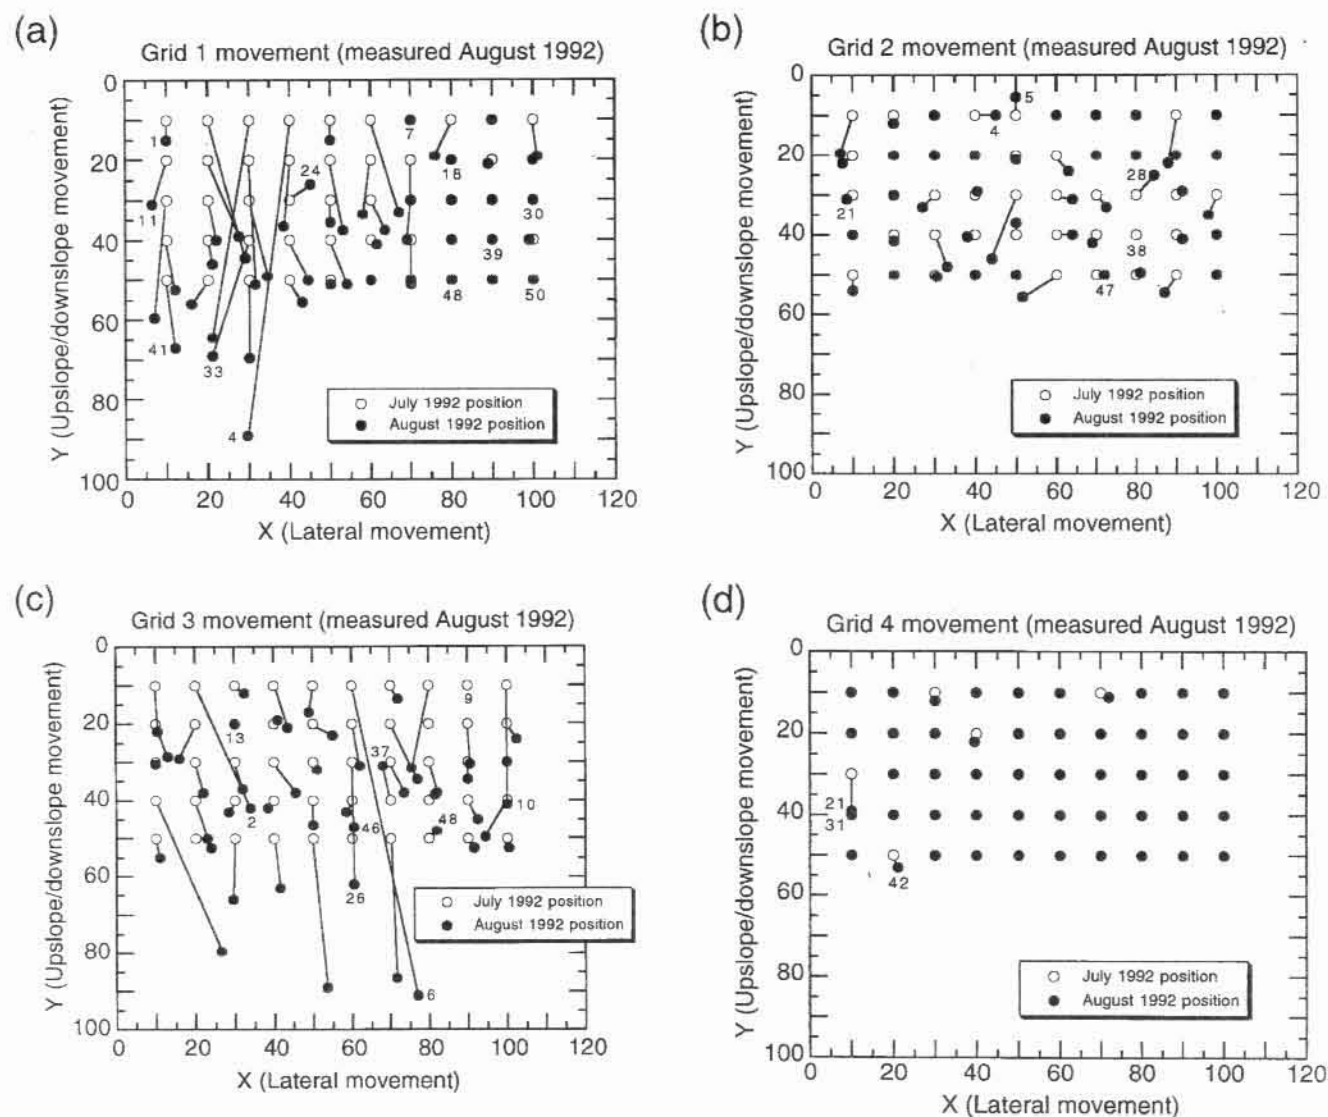 (a)
Grid 1 movement (measured August 1992)
0
20
40
60
80
100
Y (Upslope/downslope movement)
1
7
24
18
11
30
39
48
50
41
33
4
July 1992 position
August 1992 position
0 20 40 60 80 100 120
X (Lateral movement)
(b)
Grid 2 movement (measured August 1992)
0
20
40
60
80
100
Y (Upslope/downslope movement)
5
4
28
21
38
47
July 1992 position
August 1992 position
0 20 40 60 80 100 120
X (Lateral movement)
(c)
Grid 3 movement (measured August 1992)
0
20
40
60
80
100
Y (Upslope/downslope movement)
9
13
37
2
10
46
48
26
6
July 1992 position
August 1992 position
0 20 40 60 80 100 120
X (Lateral movement)
(d)
Grid 4 movement (measured August 1992)
0
20
40
60
80
100
Y (Upslope/downslope movement)
21
31
42
July 1992 position
August 1992 position
0 20 40 60 80 100 120
X (Lateral movement)